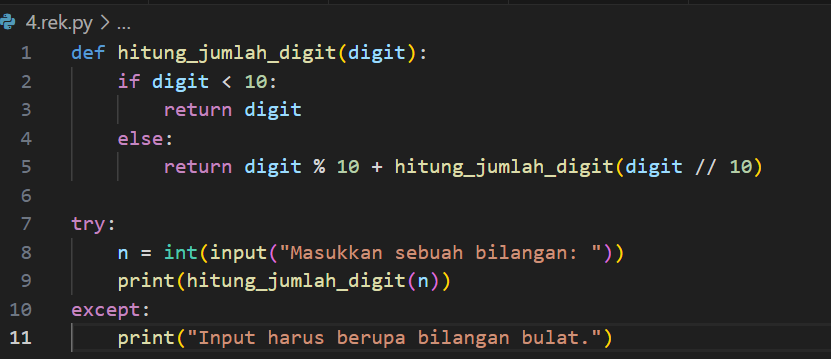 4.rek.py > ...
1 def hitung_jumlah_digit(digit):
2     if digit < 10:
3         return digit
4     else:
5         return digit % 10 + hitung_jumlah_digit(digit // 10)
6
7 try:
8     n = int(input("Masukkan sebuah bilangan: "))
9     print(hitung_jumlah_digit(n))
10 except:
11     print("Input harus berupa bilangan bulat.")